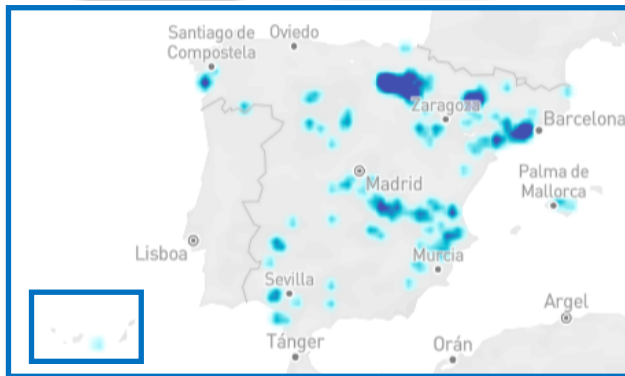 Santiago de
Compostela
Oviedo
Zaragoza
Barcelona
Madrid
Palma de
Mallorca
Lisboa
Murcia
Sevilla
Argel
Tánger
Orán